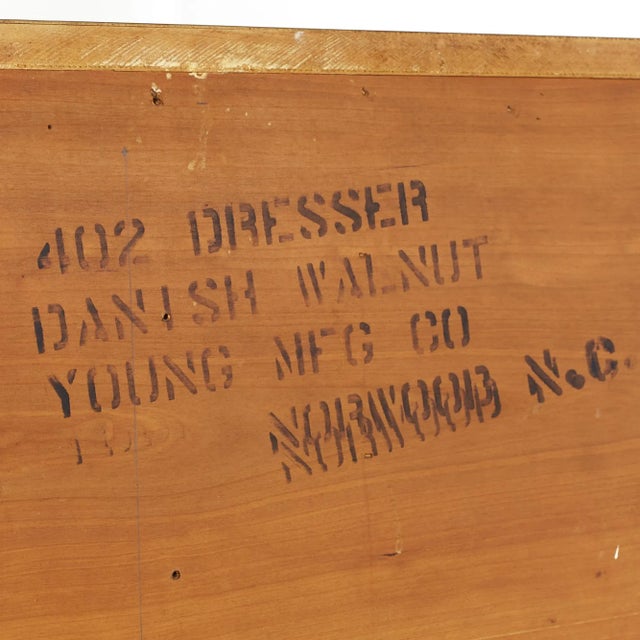 402 DRESSER
DANISH WALNUT
YOUNG MFG CO
NORWOOD N.C.